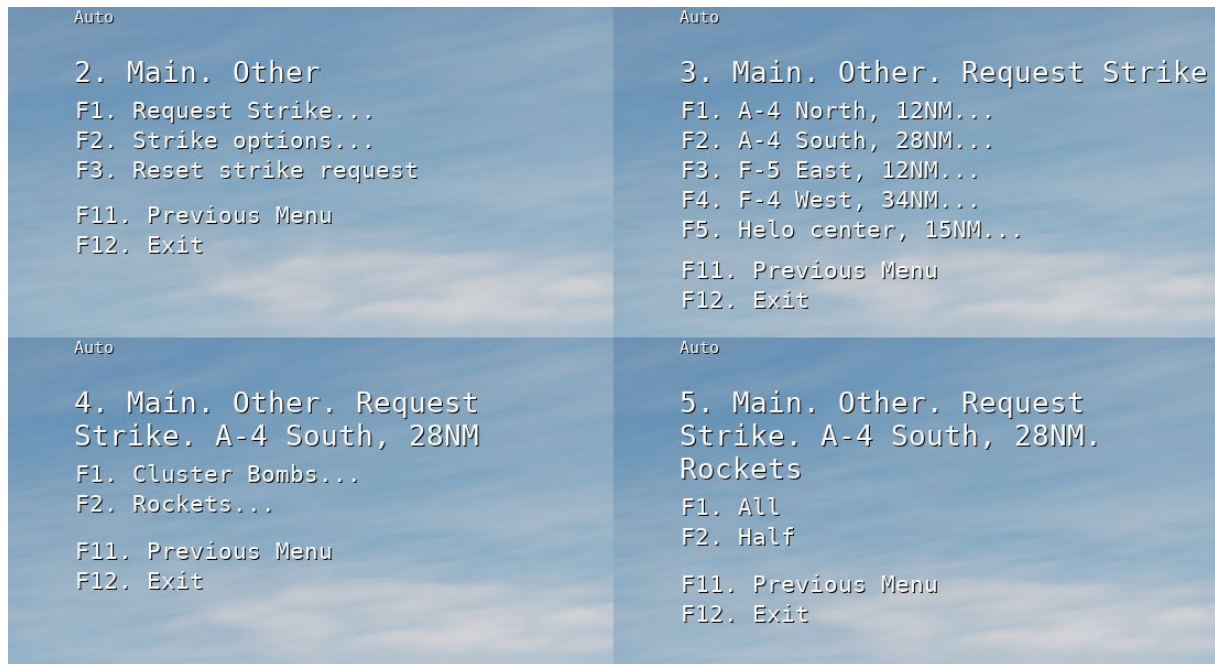 Auto
2. Main. Other
F1. Request Strike...
F2. Strike options...
F3. Reset strike request
F11. Previous Menu
F12. Exit
Auto
3. Main. Other. Request Strike
F1. A-4 North, 12NM...
F2. A-4 South, 28NM...
F3. F-5 East, 12NM...
F4. F-4 West, 34NM...
F5. Helo center, 15NM...
F11. Previous Menu
F12. Exit
Auto
4. Main. Other. Request
Strike. A-4 South, 28NM
F1. Cluster Bombs...
F2. Rockets...
F11. Previous Menu
F12. Exit
Auto
5. Main. Other. Request
Strike. A-4 South, 28NM.
Rockets
F1. All
F2. Half
F11. Previous Menu
F12. Exit